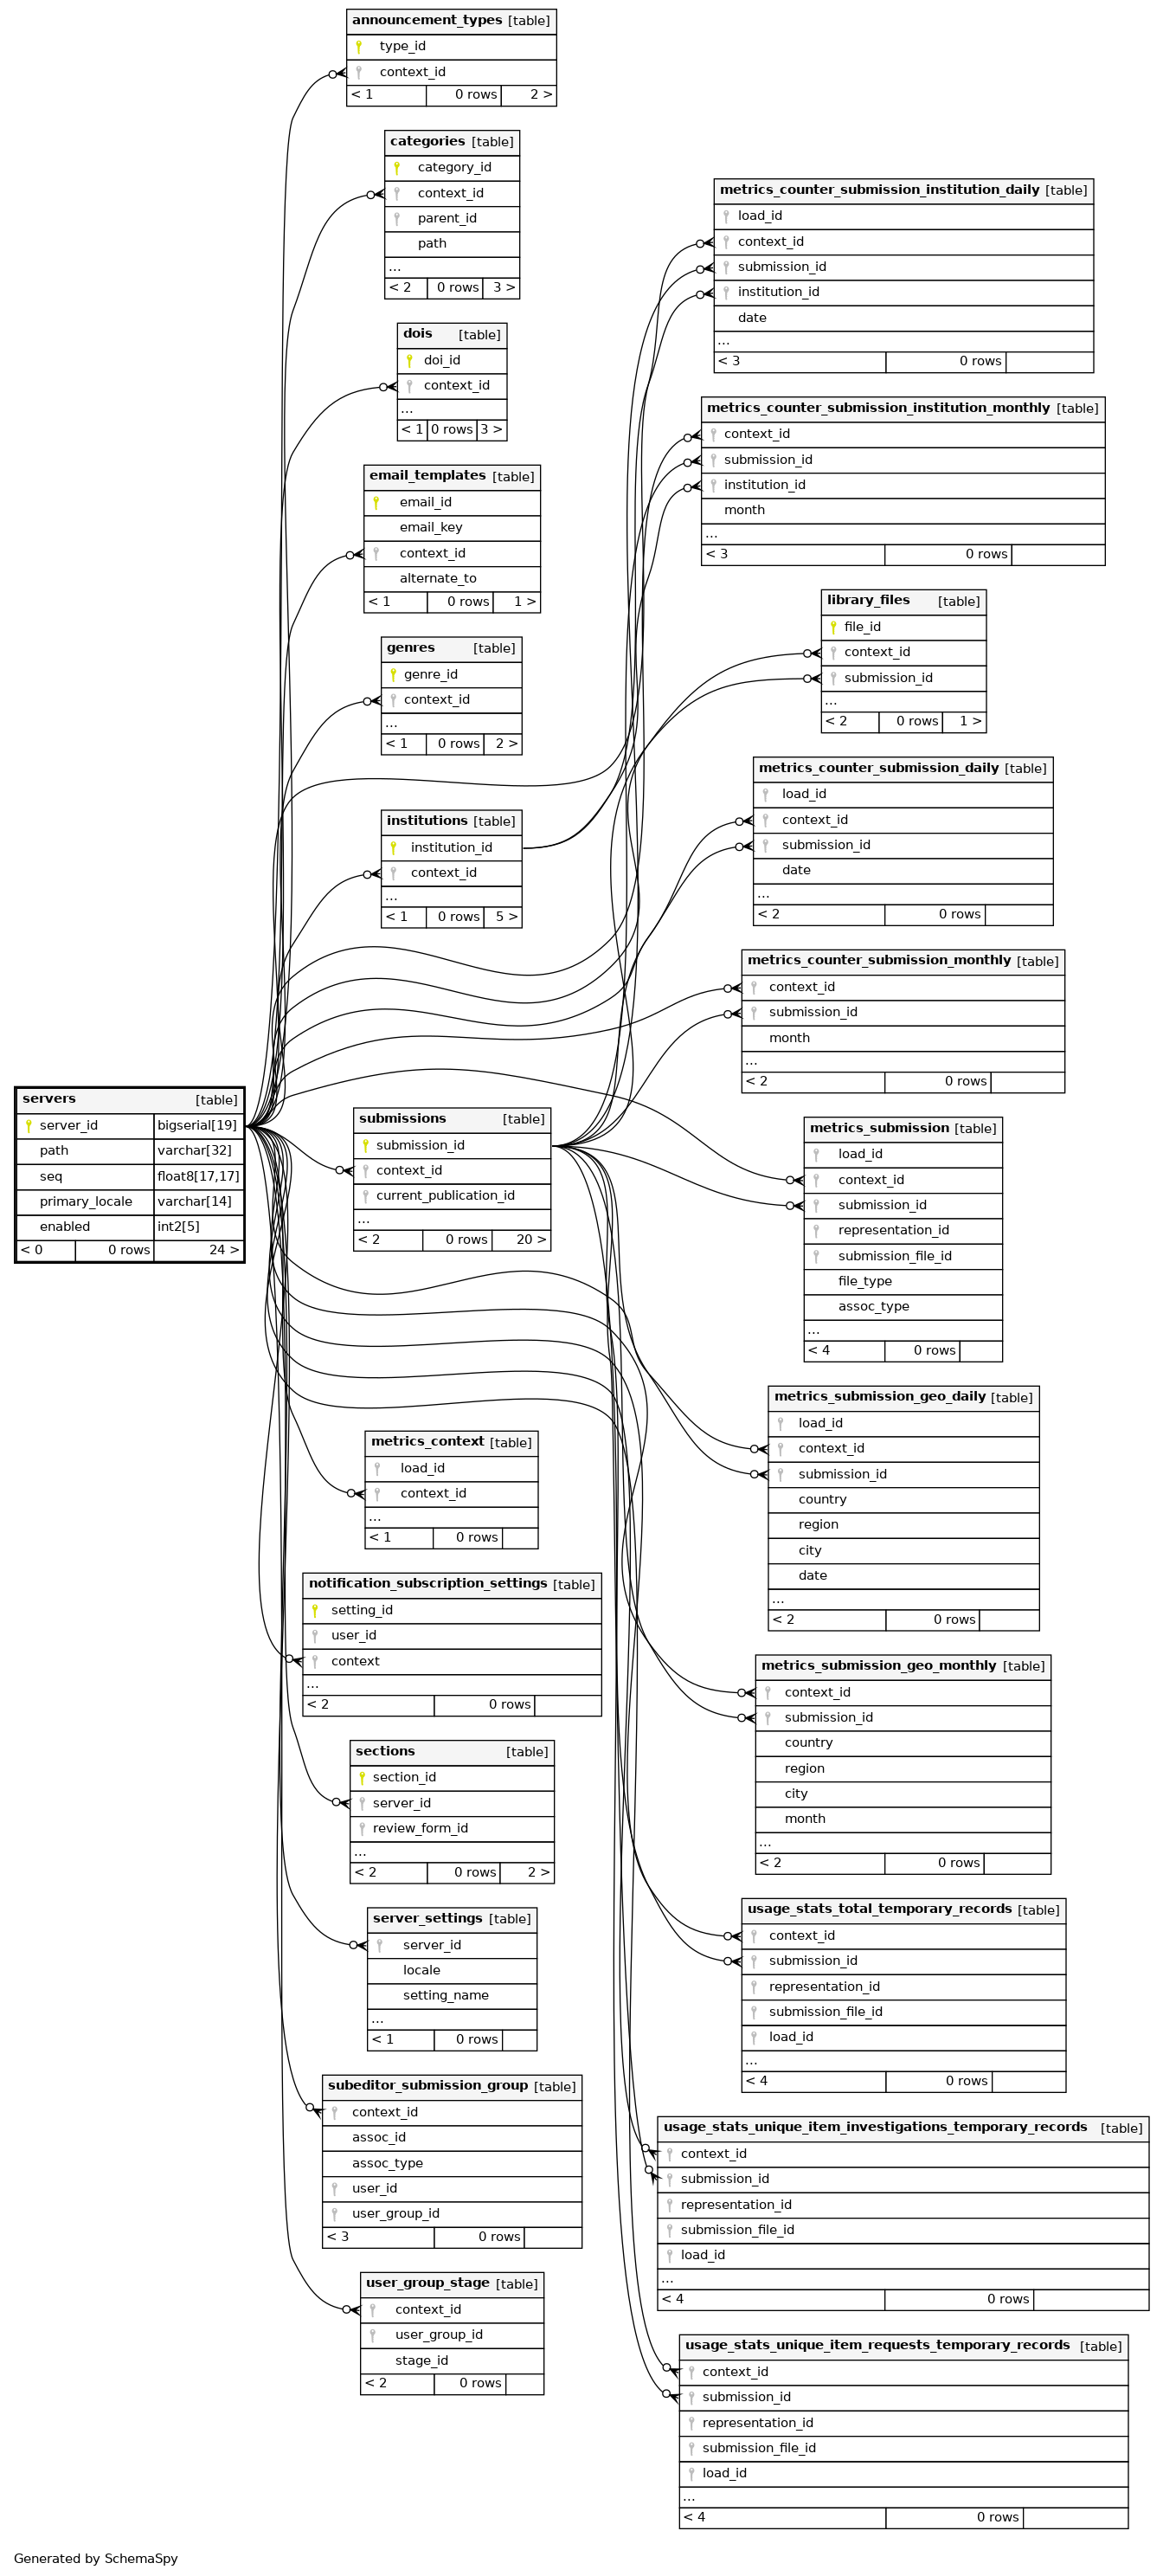 announcement_types [table]
type_id
context_id
< 1 0 rows 2 >
categories [table]
category_id
context_id
parent_id
path
...
< 2 0 rows 3 >
dois [table]
doi_id
context_id
...
< 1 0 rows 3 >
email_templates [table]
email_id
email_key
context_id
alternate_to
< 1 0 rows 1 >
genres [table]
genre_id
context_id
...
< 1 0 rows 2 >
institutions [table]
institution_id
context_id
...
< 1 0 rows 5 >
servers [table]
server_id bigserial[19]
path varchar[32]
seq float8[17,17]
primary_locale varchar[14]
enabled int2[5]
< 0 0 rows 24 >
submissions [table]
submission_id
context_id
current_publication_id
...
< 2 0 rows 20 >
metrics_context [table]
load_id
context_id
...
< 1 0 rows
notification_subscription_settings [table]
setting_id
user_id
context
...
< 2 0 rows
sections [table]
section_id
server_id
review_form_id
...
< 2 0 rows 2 >
server_settings [table]
server_id
locale
setting_name
...
< 1 0 rows
subeditor_submission_group [table]
context_id
assoc_id
assoc_type
user_id
user_group_id
< 3 0 rows
user_group_stage [table]
context_id
user_group_id
stage_id
< 2 0 rows
metrics_counter_submission_institution_daily [table]
load_id
context_id
submission_id
institution_id
date
...
< 3 0 rows
metrics_counter_submission_institution_monthly [table]
context_id
submission_id
institution_id
month
...
< 3 0 rows
library_files [table]
file_id
context_id
submission_id
...
< 2 0 rows 1 >
metrics_counter_submission_daily [table]
load_id
context_id
submission_id
date
...
< 2 0 rows
metrics_counter_submission_monthly [table]
context_id
submission_id
month
...
< 2 0 rows
metrics_submission [table]
load_id
context_id
submission_id
representation_id
submission_file_id
file_type
assoc_type
...
< 4 0 rows
metrics_submission_geo_daily [table]
load_id
context_id
submission_id
country
region
city
date
...
< 2 0 rows
metrics_submission_geo_monthly [table]
context_id
submission_id
country
region
city
month
...
< 2 0 rows
usage_stats_total_temporary_records [table]
context_id
submission_id
representation_id
submission_file_id
load_id
...
< 4 0 rows
usage_stats_unique_item_investigations_temporary_records [table]
context_id
submission_id
representation_id
submission_file_id
load_id
...
< 4 0 rows
usage_stats_unique_item_requests_temporary_records [table]
context_id
submission_id
representation_id
submission_file_id
load_id
...
< 4 0 rows
Generated by SchemaSpy